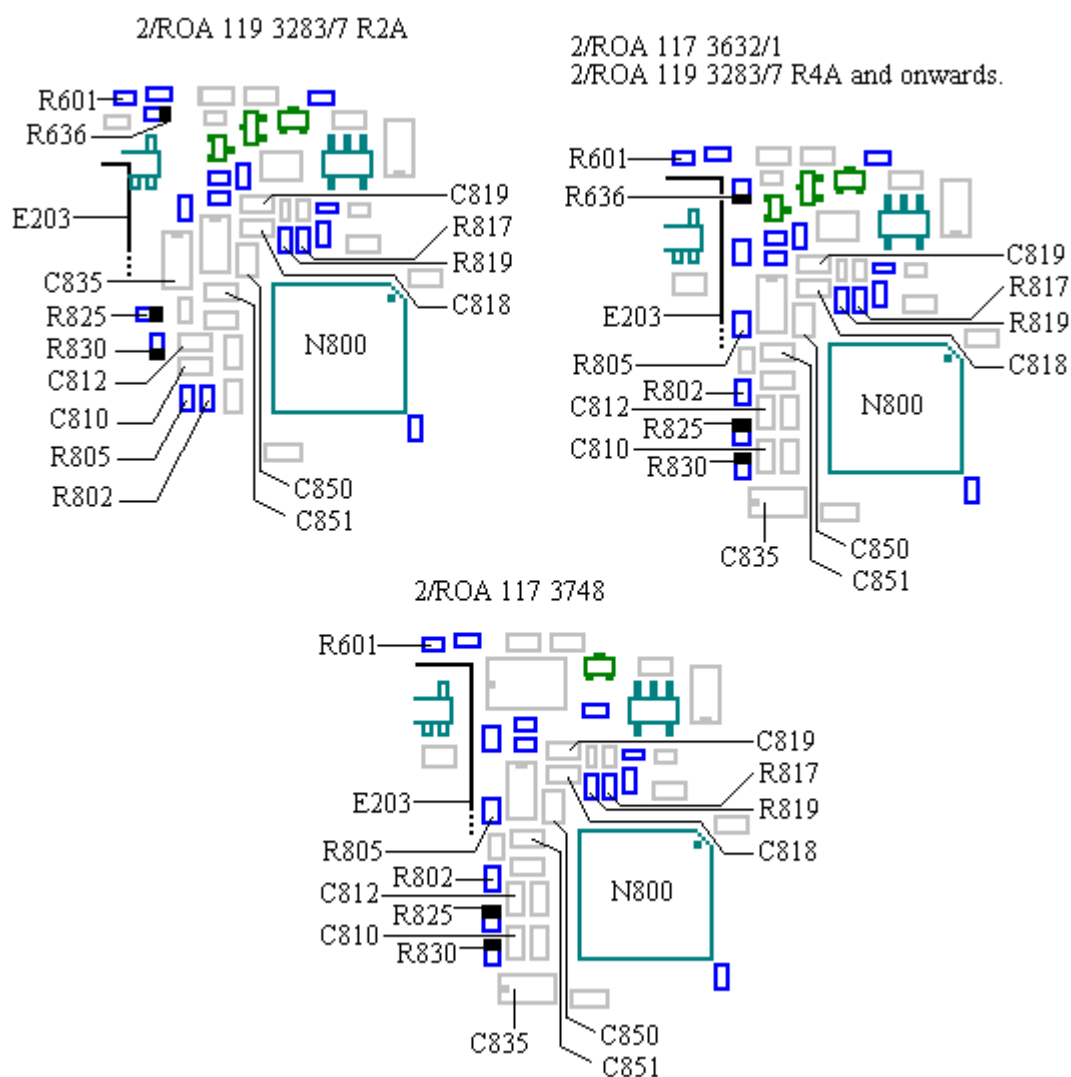 2/ROA 119 3283/7 R2A
R601
R636
E203
C835
R825
R830
C812
C810
R805
R802
C819
R817
R819
C818
N800
C850
C851
2/ROA 117 3632/1
2/ROA 119 3283/7 R4A and onwards.
R601
R636
E203
R805
R802
C812
R825
C810
R830
C835
C819
R817
R819
C818
N800
C850
C851
2/ROA 117 3748
R601
E203
R805
R802
C812
R825
C810
R830
C835
C819
R817
R819
C818
N800
C850
C851